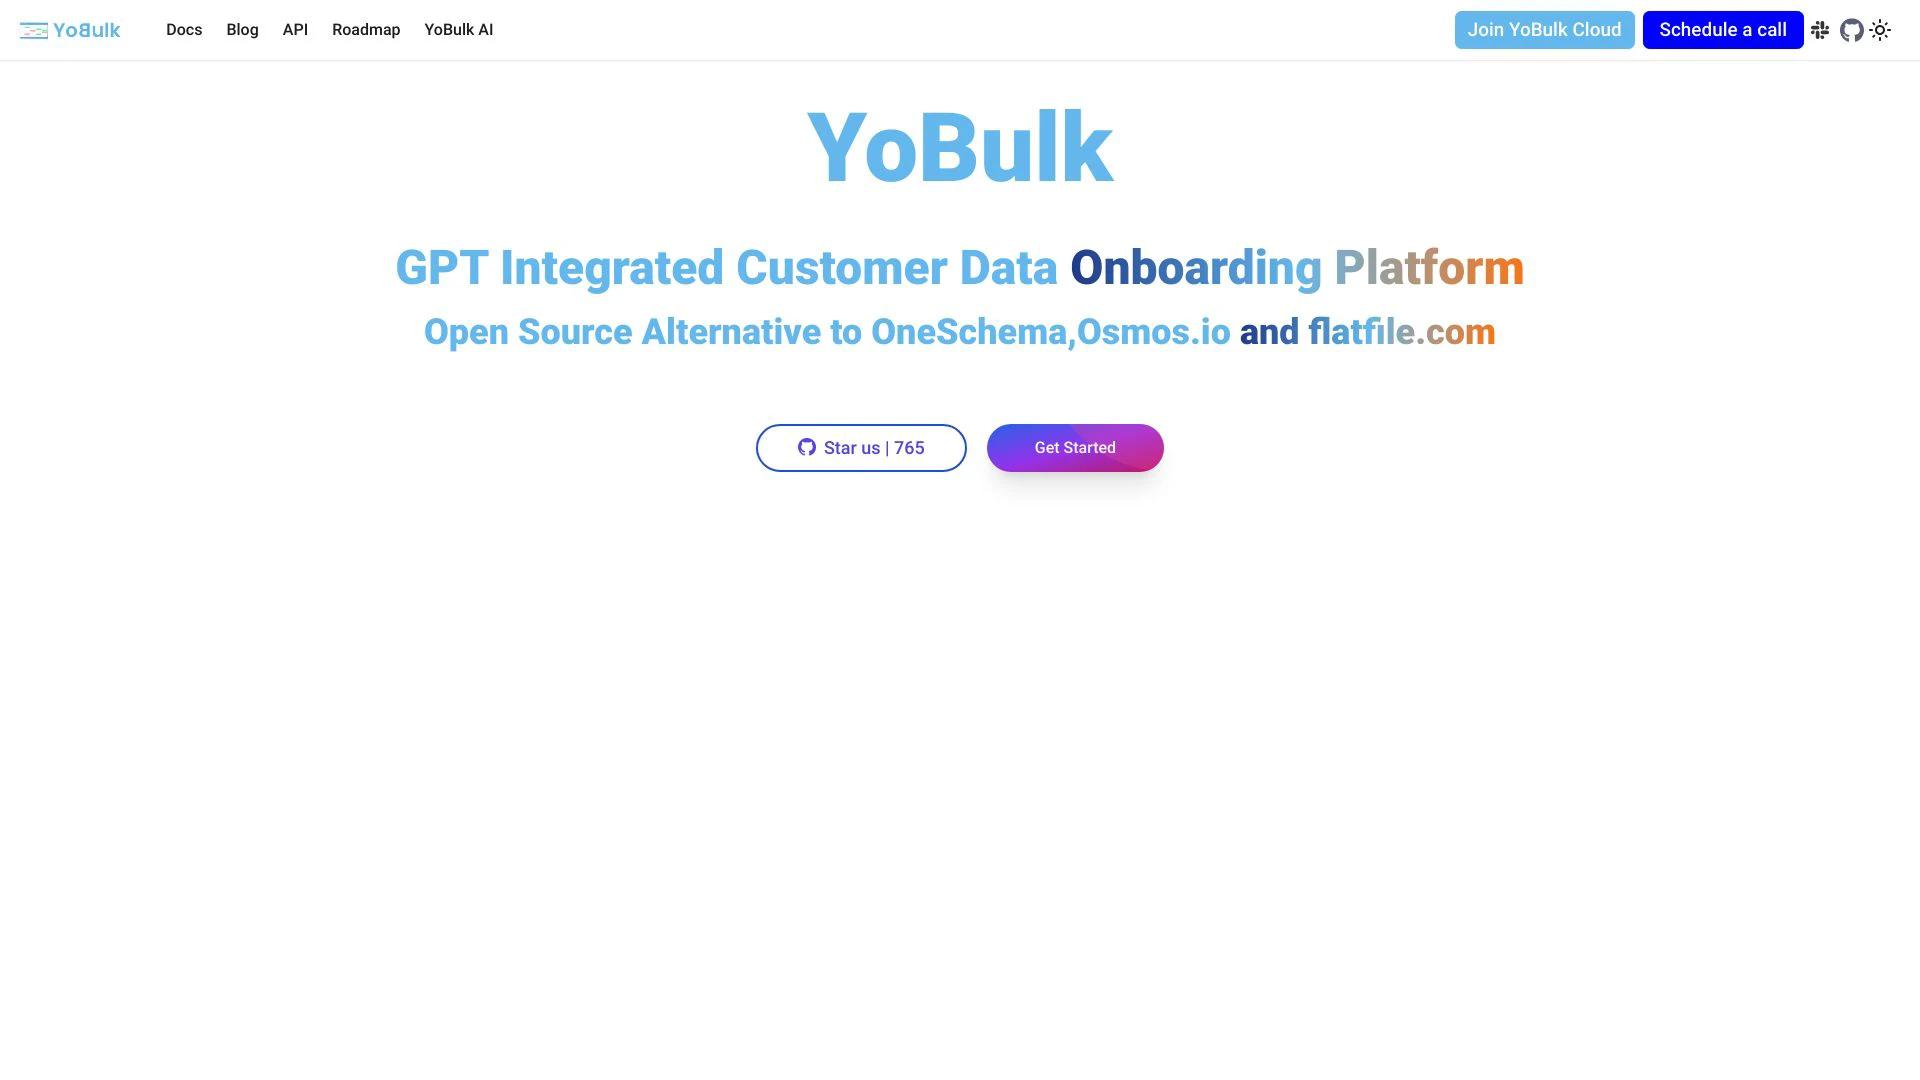 YoBulk Docs Blog API Roadmap YoBulk AI Join YoBulk Cloud Schedule a call
YoBulk
GPT Integrated Customer Data Onboarding Platform
Open Source Alternative to OneSchema,Osmos.io and flatfile.com
Star us | 765 Get Started